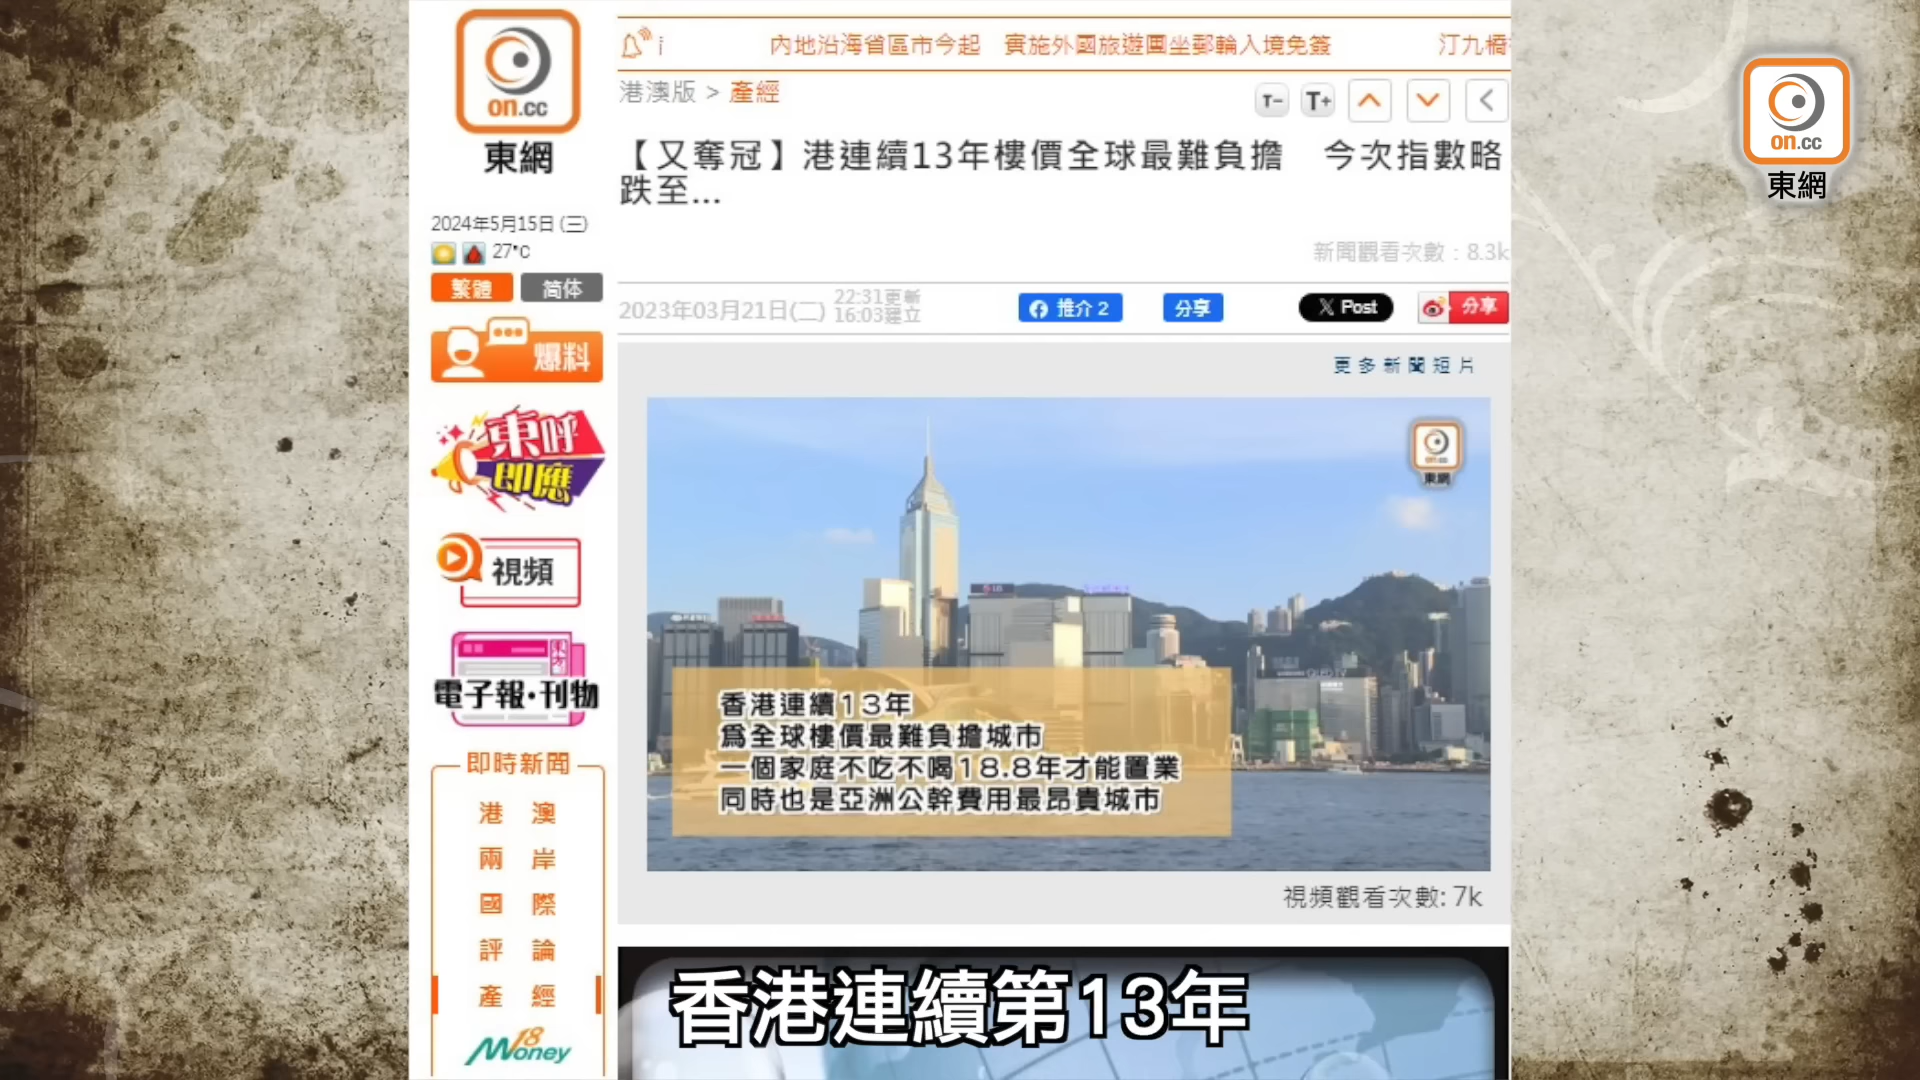 on.cc
東網
2024年5月15日(三)
27°C
繁體 简体
爆料
東呼
即應
視頻
電子報·刊物
即時新聞
港澳
兩岸
國際
評論
產經
18
Money
內地沿海省區市今起 實施外國旅遊團坐郵輪入境免簽 汀九橋
港澳版 > 產經
T- T+
【又奪冠】港連續13年樓價全球最難負擔 今次指數略
跌至...
新聞觀看次數：8.3k
2023年03月21日(二) 22:31更新
16:03建立
推介 2 分享 X Post 分享
更多新聞短片
on.cc
東網
香港連續13年
為全球樓價最難負擔城市
一個家庭不吃不喝18.8年才能置業
同時也是亞洲公幹費用最昂貴城市
視頻觀看次數: 7k
香港連續第13年
on.cc
東網